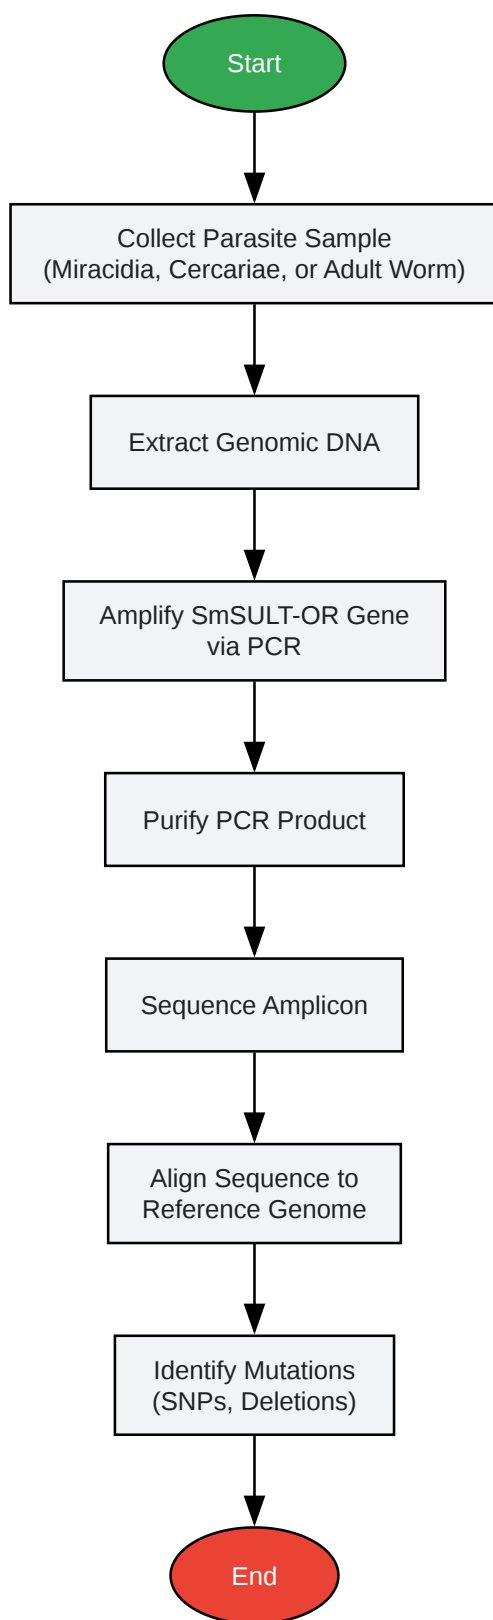 Start
Collect Parasite Sample
(Miracidia, Cercariae, or Adult Worm)
Extract Genomic DNA
Amplify SmSULT-OR Gene
via PCR
Purify PCR Product
Sequence Amplicon
Align Sequence to
Reference Genome
Identify Mutations
(SNPs, Deletions)
End